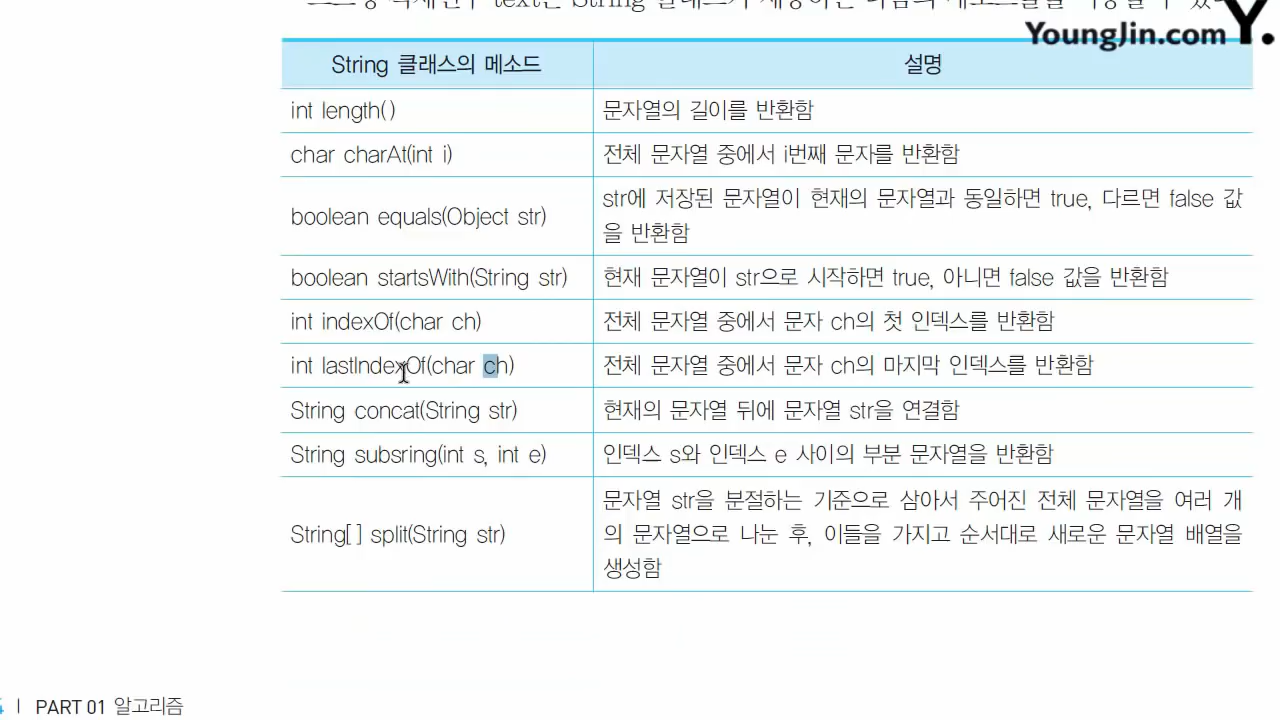 YoungJin.com Y.
String 클래스의 메소드 설명
int length() 문자열의 길이를 반환함
char charAt(int i) 전체 문자열 중에서 i번째 문자를 반환함
boolean equals(Object str) str에 저장된 문자열이 현재의 문자열과 동일하면 true, 다르면 false 값
을 반환함
boolean startsWith(String str) 현재 문자열이 str으로 시작하면 true, 아니면 false 값을 반환함
int indexOf(char ch) 전체 문자열 중에서 문자 ch의 첫 인덱스를 반환함
int lastIndexOf(char ch) 전체 문자열 중에서 문자 ch의 마지막 인덱스를 반환함
String concat(String str) 현재의 문자열 뒤에 문자열 str을 연결함
String subsring(int s, int e) 인덱스 s와 인덱스 e 사이의 부분 문자열을 반환함
String[] split(String str) 문자열 str을 분절하는 기준으로 삼아서 주어진 전체 문자열을 여러 개
의 문자열으로 나눈 후, 이들을 가지고 순서대로 새로운 문자열 배열을
생성함
| PART 01 알고리즘